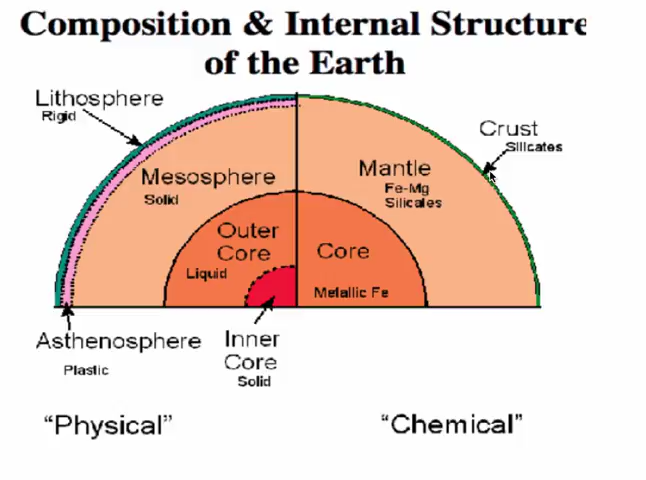 Composition & Internal Structure
of the Earth
Lithosphere
Rigid
Crust
Silicates
Mesosphere
Solid
Mantle
Fe-Mg
Silicales
Outer
Core
Liquid
Core
Metallic Fe
Asthenosphere
Plastic
Inner
Core
Solid
“Physical”
“Chemical”